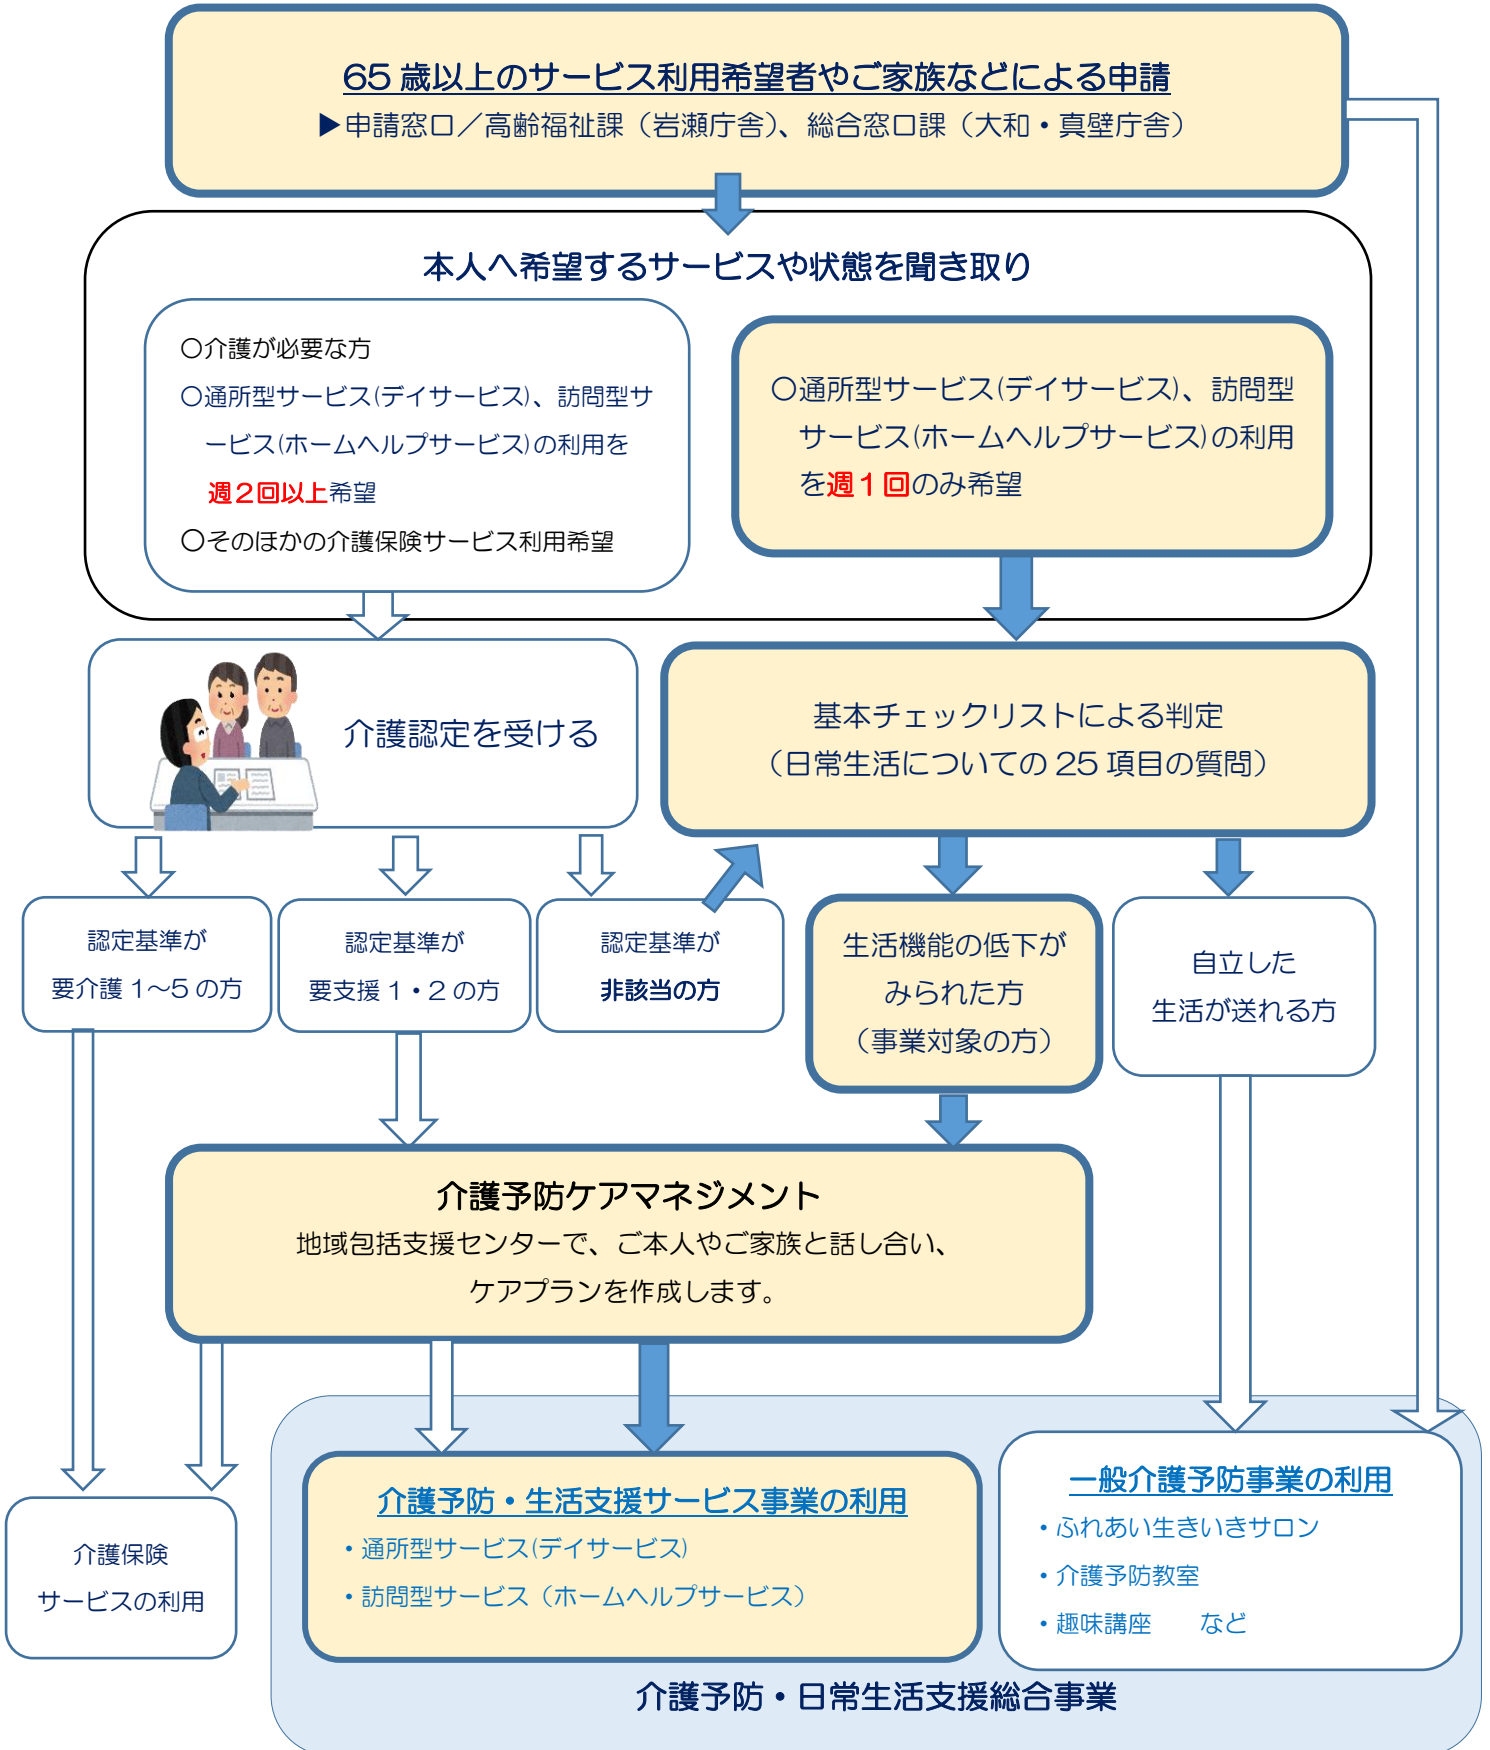 65歳以上のサービス利用希望者やご家族などによる申請
▶申請窓口／高齢福祉課（岩瀬庁舎）、総合窓口課（大和・真壁庁舎）
本人へ希望するサービスや状態を聞き取り
〇介護が必要な方
〇通所型サービス(デイサービス)、訪問型サ
ービス(ホームヘルプサービス)の利用を
週２回以上希望
〇そのほかの介護保険サービス利用希望
〇通所型サービス(デイサービス)、訪問型
サービス(ホームヘルプサービス)の利用
を週１回のみ希望
介護認定を受ける
基本チェックリストによる判定
（日常生活についての25項目の質問）
認定基準が
要介護1～5の方
認定基準が
要支援1・2の方
認定基準が
非該当の方
生活機能の低下が
みられた方
（事業対象の方）
自立した
生活が送れる方
介護予防ケアマネジメント
地域包括支援センターで、ご本人やご家族と話し合い、
ケアプランを作成します。
介護保険
サービスの利用
介護予防・生活支援サービス事業の利用
・通所型サービス(デイサービス)
・訪問型サービス（ホームヘルプサービス）
一般介護予防事業の利用
・ふれあい生きいきサロン
・介護予防教室
・趣味講座　　など
介護予防・日常生活支援総合事業